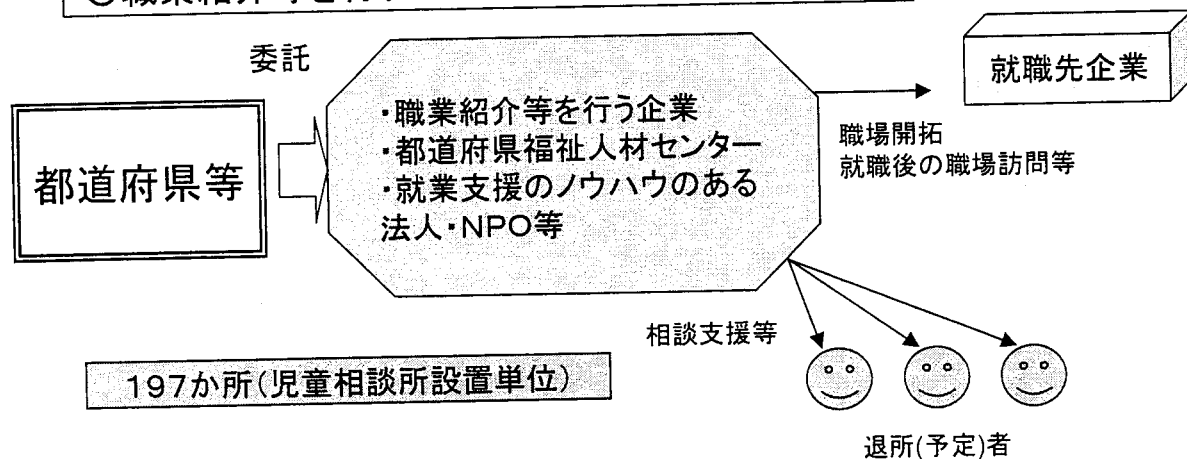 委託
都道府県等
・職業紹介等を行う企業
・都道府県福祉人材センター
・就業支援のノウハウのある
法人・NPO等
就職先企業
職場開拓
就職後の職場訪問等
相談支援等
197か所(児童相談所設置単位)
退所(予定)者